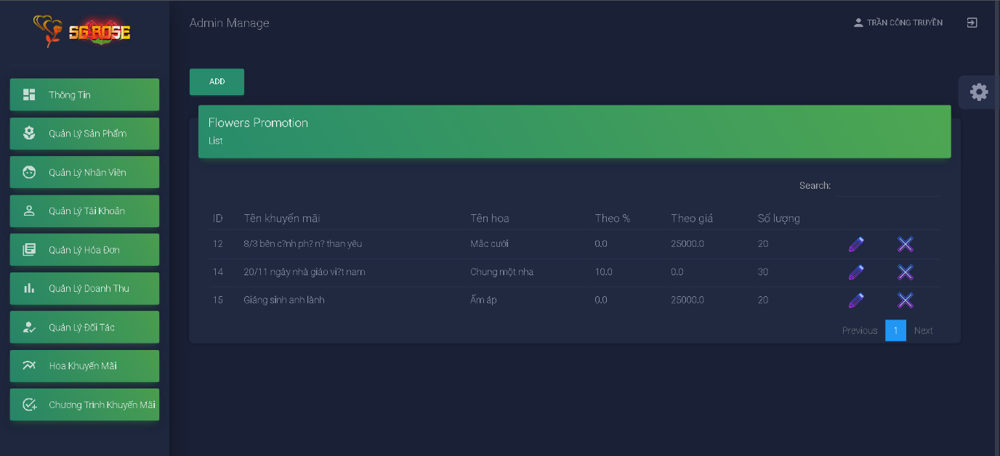 SG ROSE
Admin Manage
TRẦN CÔNG TRUYỀN
Thông Tin
Quản Lý Sản Phẩm
Quản Lý Nhân Viên
Quản Lý Tài Khoản
Quản Lý Hóa Đơn
Quản Lý Doanh Thu
Quản Lý Đối Tác
Hoa Khuyến Mãi
Chương Trình Khuyến Mãi
ADD
Flowers Promotion
List
Search:
ID Tên khuyến mãi Tên hoa Theo % Theo giá Số lượng
12 8/3 bên c?nh ph? n? than yêu Mắc cưới 0.0 25000.0 20
14 20/11 ngày nhà giáo vi?t nam Chung một nha 10.0 0.0 30
15 Giáng sinh anh lành Ấm áp 0.0 25000.0 20
Previous 1 Next